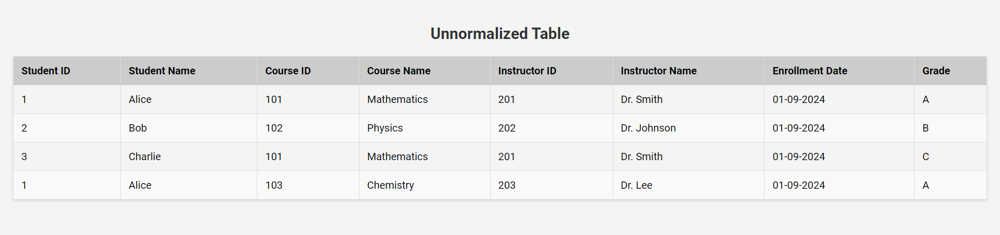 Unnormalized Table
Student ID Student Name Course ID Course Name Instructor ID Instructor Name Enrollment Date Grade
1 Alice 101 Mathematics 201 Dr. Smith 01-09-2024 A
2 Bob 102 Physics 202 Dr. Johnson 01-09-2024 B
3 Charlie 101 Mathematics 201 Dr. Smith 01-09-2024 C
1 Alice 103 Chemistry 203 Dr. Lee 01-09-2024 A